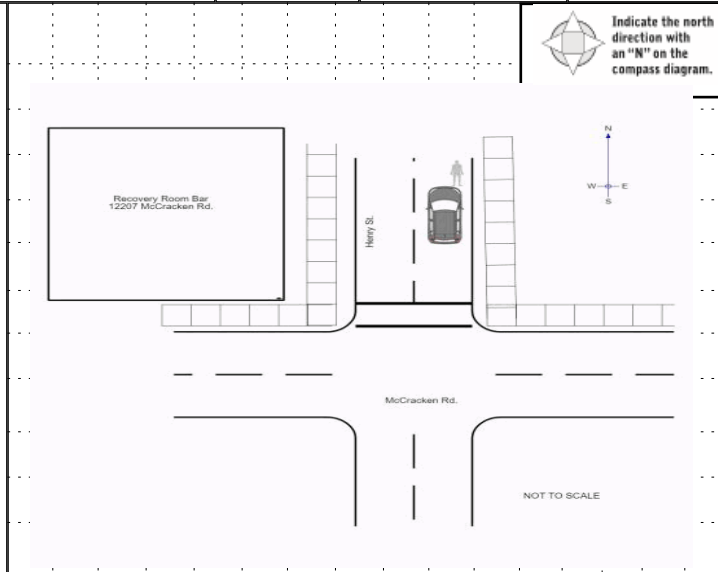 Indicate the north
direction with
an “N” on the
compass diagram.
N
W E
S
Recovery Room Bar
12207 McCracken Rd.
Henry St.
McCracken Rd.
NOT TO SCALE